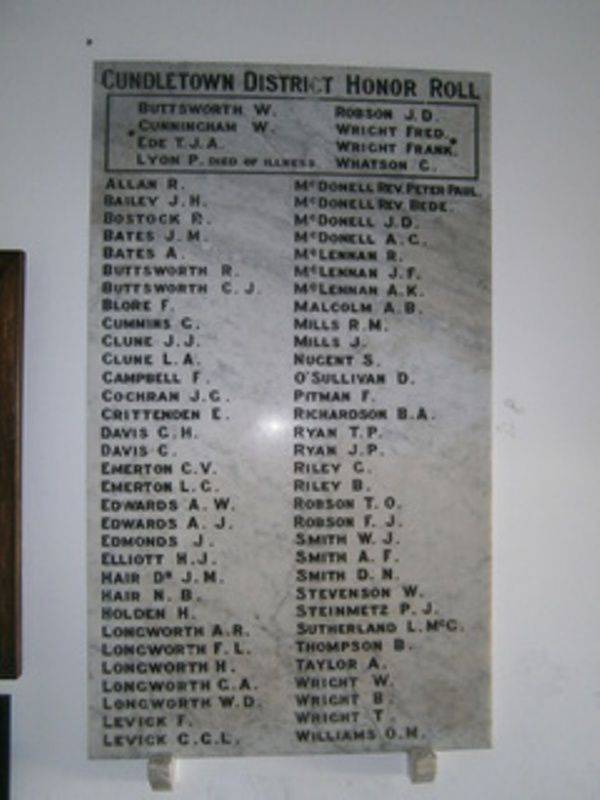 CUNDLETOWN DISTRICT HONOR ROLL
BUTTSWORTH W.
CUNNINGHAM W.
EDE T.J.A.
LYON P. DIED OF ILLNESS.
ROBSON J.D.
WRIGHT FRED.
WRIGHT FRANK.
WHATSON C.
ALLAN R.
BAILEY J.H.
BOSTOCK R.
BATES J.M.
BATES A.
BUTTSWORTH R.
BUTTSWORTH C.J.
BLORE F.
CUMMINS C.
CLUNE J.J.
CLUNE L.A.
CAMPBELL F.
COCHRAN J.C.
CRITTENDEN E.
DAVIS C.H.
DAVIS C.
EMERTON C.V.
EMERTON L.C.
EDWARDS A.W.
EDWARDS A.J.
EDMONDS J.
ELLIOTT H.J.
HAIR DR J.M.
HAIR N.B.
HOLDEN H.
LONGWORTH A.R.
LONGWORTH F.L.
LONGWORTH H.
LONGWORTH C.A.
LONGWORTH W.D.
LEVICK F.
LEVICK C.C.L.
McDONELL REV. PETER PAUL.
McDONELL REV. BEDE.
McDONELL J.D.
McDONELL A.C.
McLENNAN R.
McLENNAN J.F.
McLENNAN A.K.
MALCOLM A.B.
MILLS R.M.
MILLS J.
NUGENT S.
O'SULLIVAN D.
PITMAN F.
RICHARDSON B.A.
RYAN T.P.
RYAN J.P.
RILEY C.
RILEY B.
ROBSON T.O.
ROBSON F.J.
SMITH W.J.
SMITH A.F.
SMITH D.N.
STEVENSON W.
STEINMETZ P.J.
SUTHERLAND L.McC.
THOMPSON B.
TAYLOR A.
WRIGHT W.
WRIGHT B.
WRIGHT T.
WILLIAMS O.H.